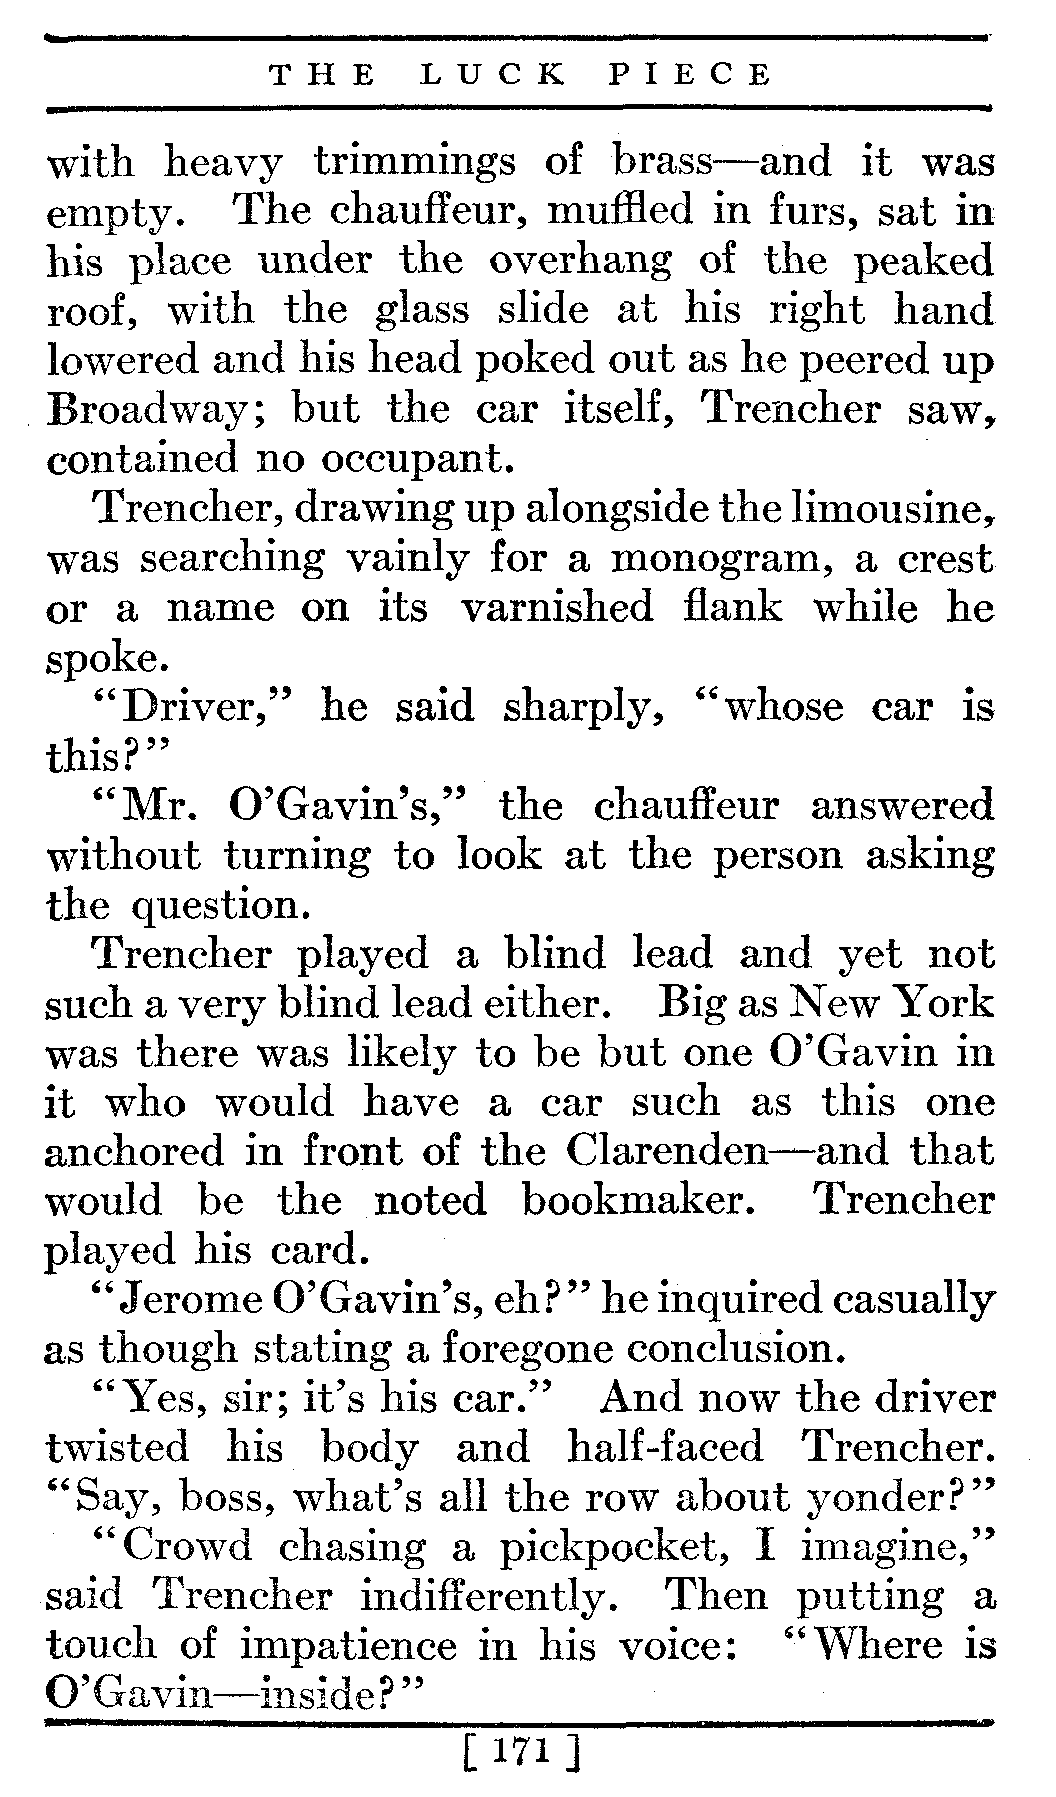 THE LUCK PIECE
with heavy trimmings of brass—and it was
empty. The chauffeur, muffled in furs, sat in
his place under the overhang of the peaked
roof, with the glass slide at his right hand
lowered and his head poked out as he peered up
Broadway; but the car itself, Trencher saw,
contained no occupant.
Trencher, drawing up alongside the limousine,
was searching vainly for a monogram, a crest
or a name on its varnished flank while he
spoke.
“Driver,” he said sharply, “whose car is
this?”
“Mr. O’Gavin’s,” the chauffeur answered
without turning to look at the person asking
the question.
Trencher played a blind lead and yet not
such a very blind lead either. Big as New York
was there was likely to be but one O’Gavin in
it who would have a car such as this one
anchored in front of the Clarenden—and that
would be the noted bookmaker. Trencher
played his card.
“Jerome O’Gavin’s, eh?” he inquired casually
as though stating a foregone conclusion.
“Yes, sir; it’s his car.” And now the driver
twisted his body and half-faced Trencher.
“Say, boss, what’s all the row about yonder?”
“Crowd chasing a pickpocket, I imagine,”
said Trencher indifferently. Then putting a
touch of impatience in his voice: “Where is
O’Gavin—inside?”
[ 171 ]